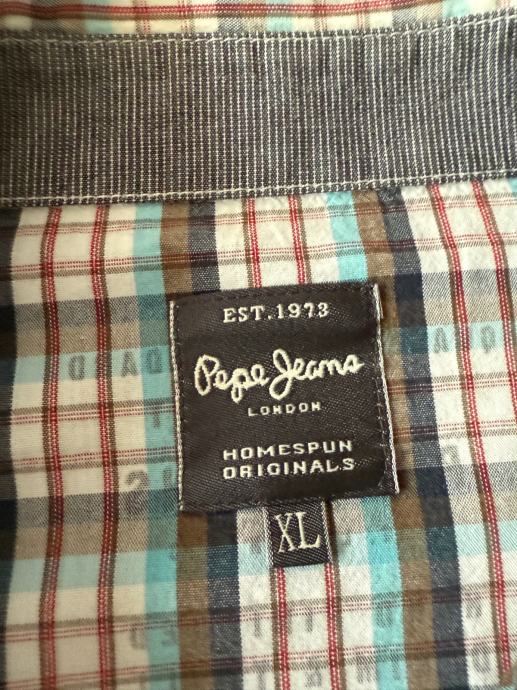 EST.1973
Pepe Jeans
LONDON
HOMESPUN
ORIGINALS
XL